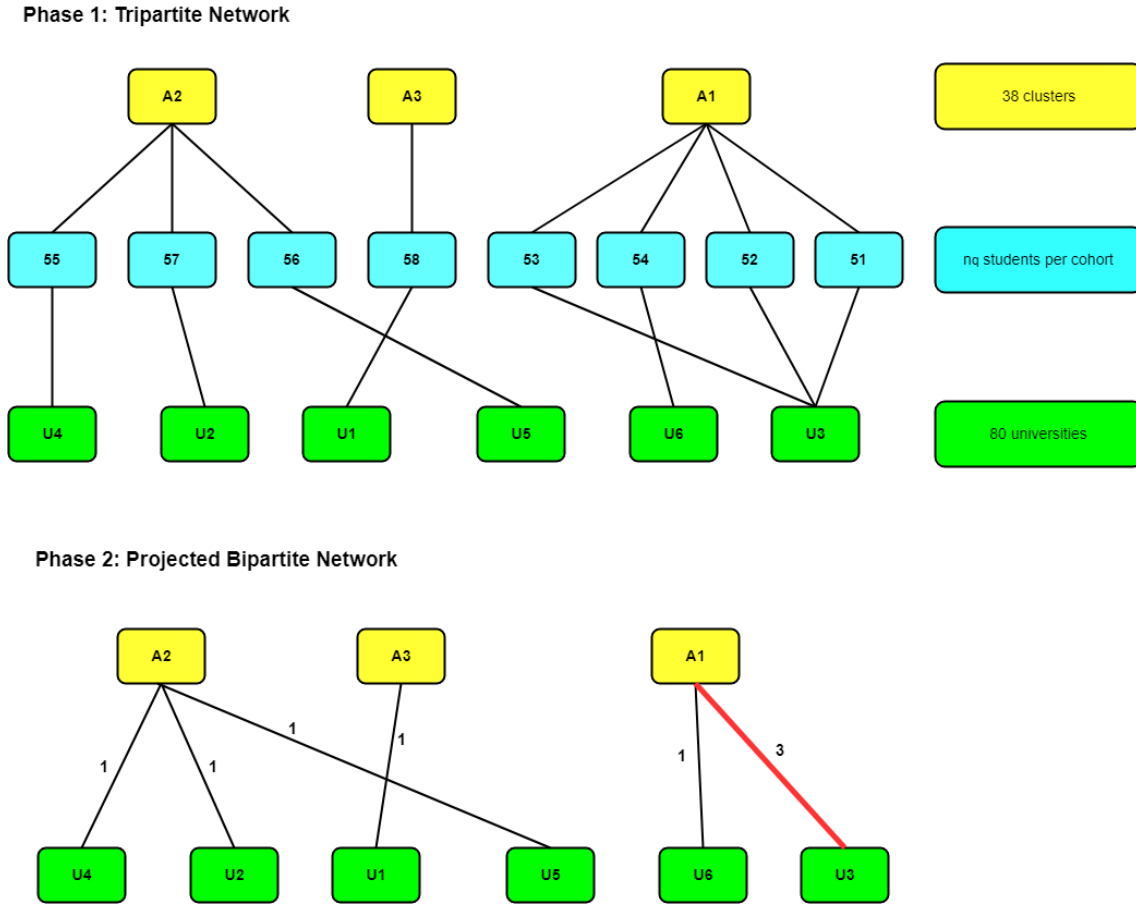 Phase 1: Tripartite Network
A2
A3
A1
38 clusters
55
57
56
58
53
54
52
51
nq students per cohort
U4
U2
U1
U5
U6
U3
80 universities
Phase 2: Projected Bipartite Network
A2
A3
A1
1
1
1
1
1
3
U4
U2
U1
U5
U6
U3